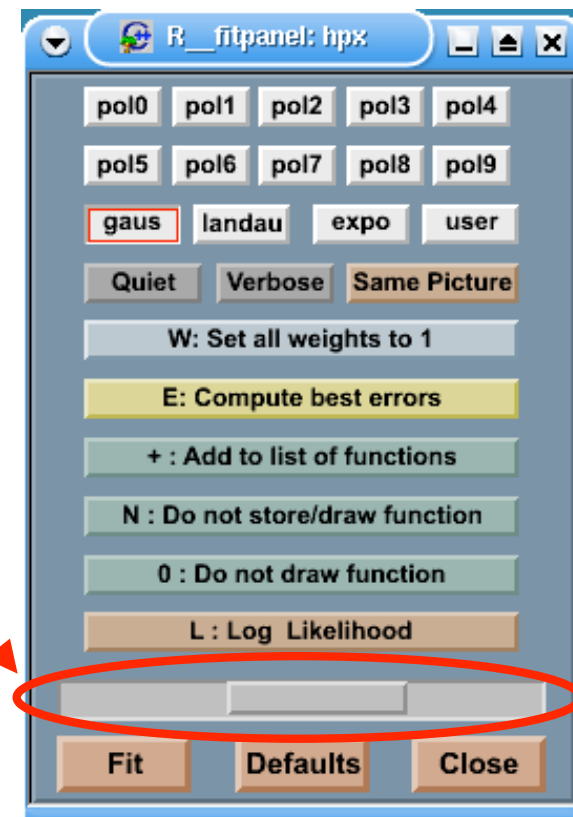 R__fitpanel: hpx
pol0 pol1 pol2 pol3 pol4
pol5 pol6 pol7 pol8 pol9
gaus landau expo user
Quiet Verbose Same Picture
W: Set all weights to 1
E: Compute best errors
+ : Add to list of functions
N : Do not store/draw function
0 : Do not draw function
L : Log Likelihood
Fit Defaults Close